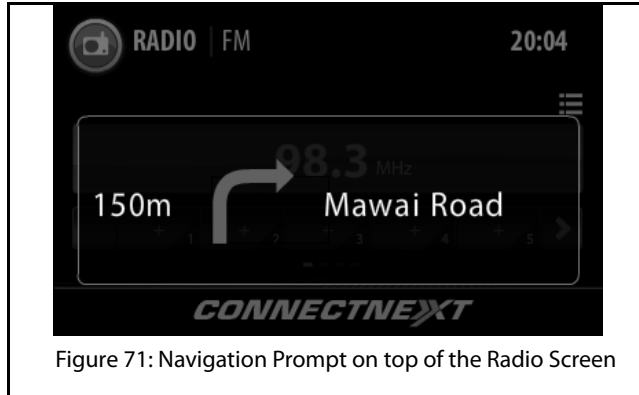 RADIO | FM 20:04
98.3 MHz
150m Mawai Road
+ 1 + 2 + 3 + 4 + 5
CONNECTNEXT
Figure 71: Navigation Prompt on top of the Radio Screen